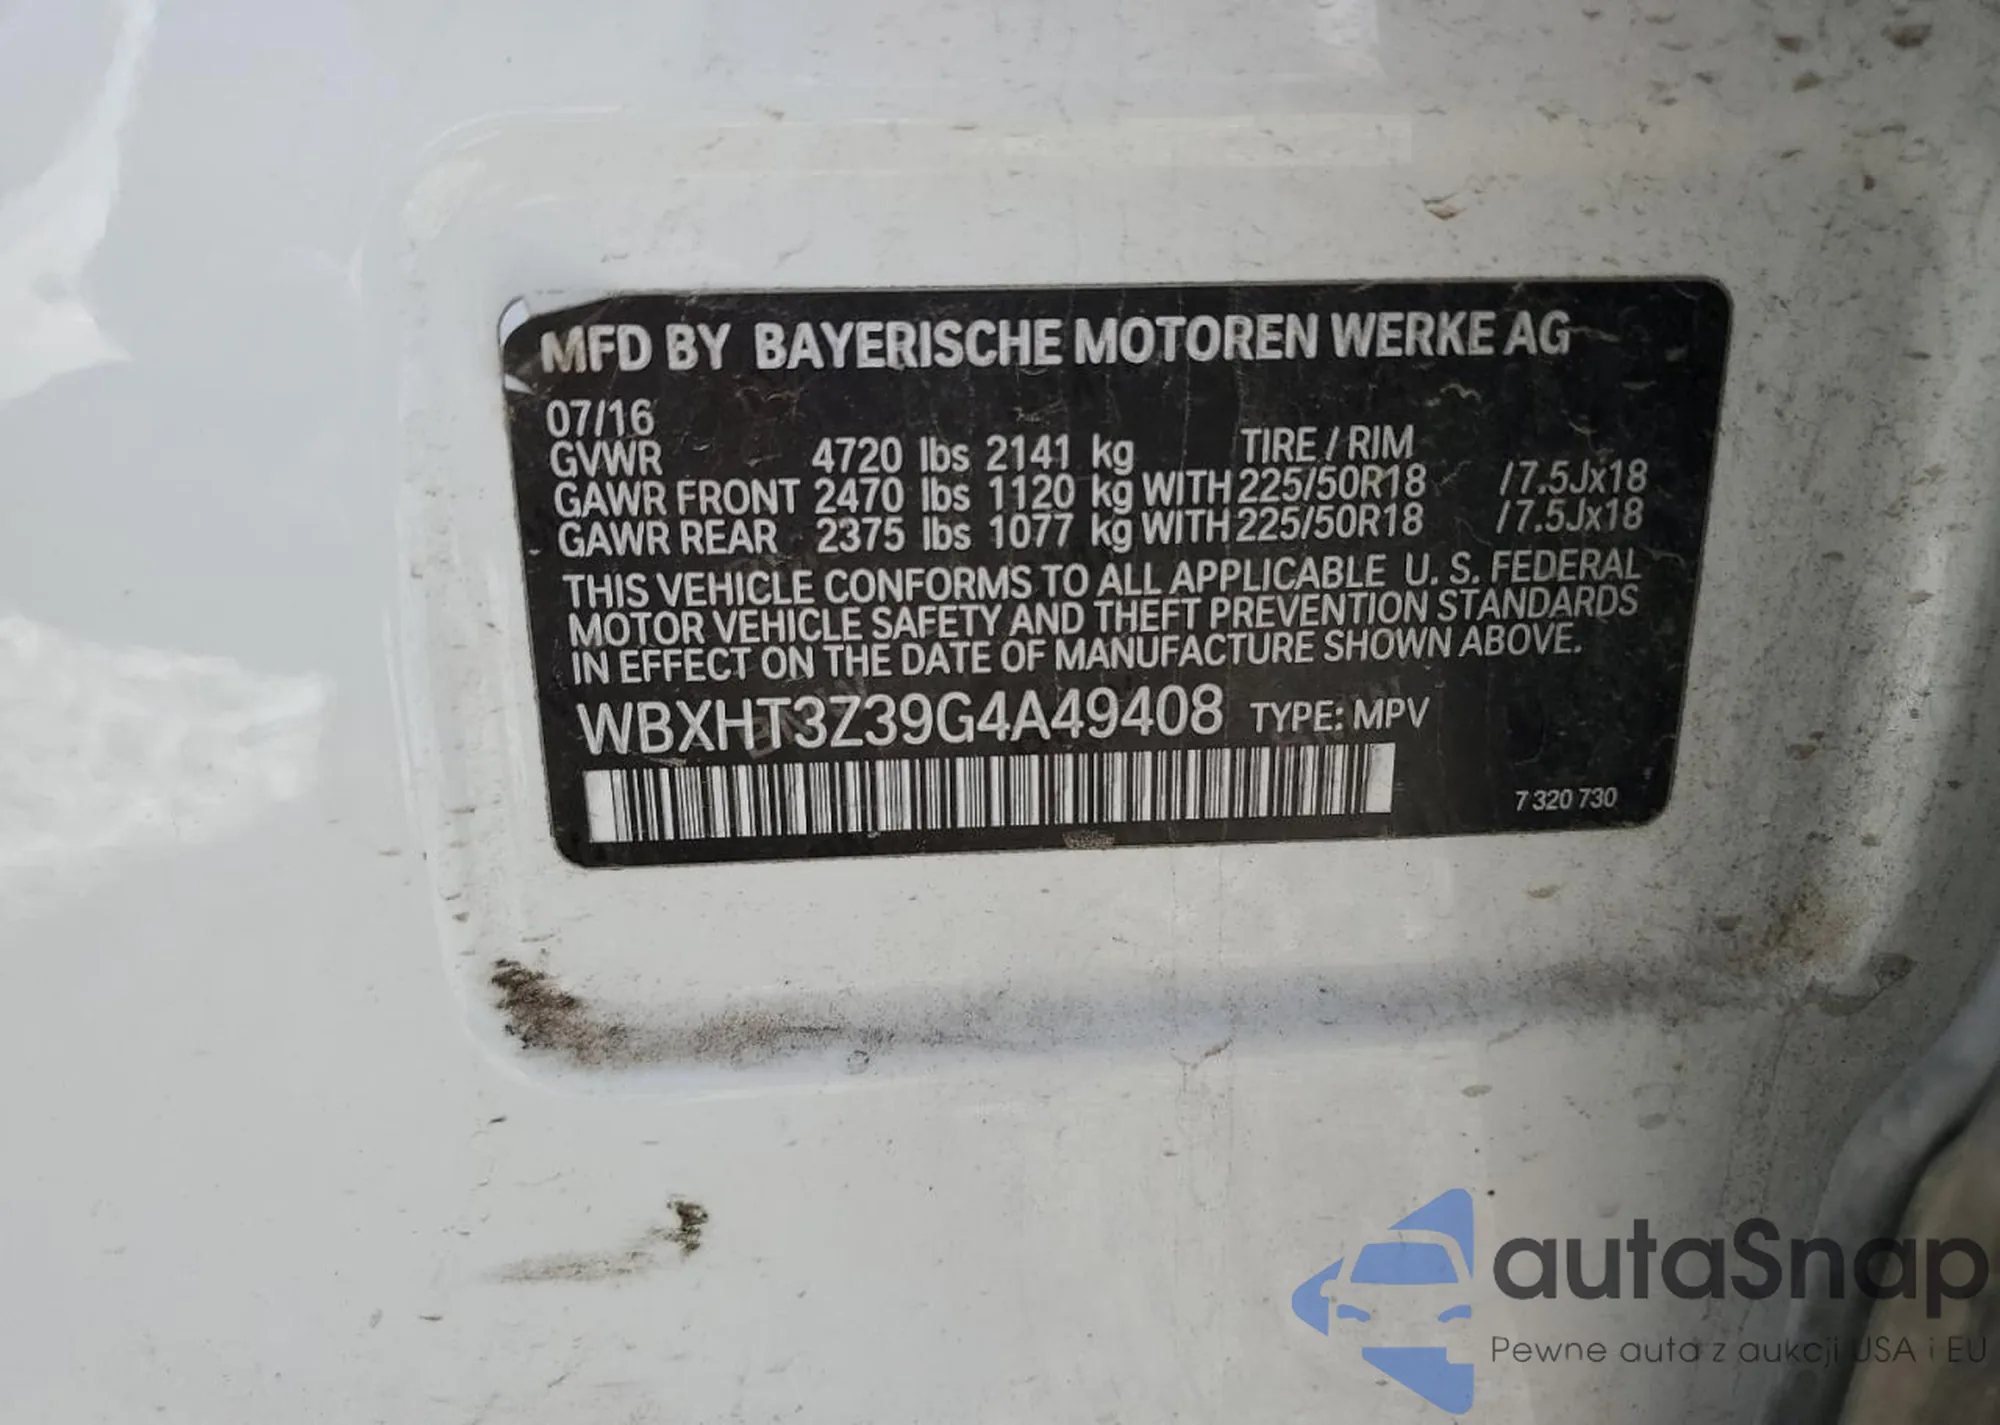 MFD BY BAYERISCHE MOTOREN WERKE AG
07/16
GVWR 4720 lbs 2141 kg TIRE / RIM
GAWR FRONT 2470 lbs 1120 kg WITH 225/50R18 /7.5Jx18
GAWR REAR 2375 lbs 1077 kg WITH 225/50R18 /7.5Jx18
THIS VEHICLE CONFORMS TO ALL APPLICABLE U. S. FEDERAL
MOTOR VEHICLE SAFETY AND THEFT PREVENTION STANDARDS
IN EFFECT ON THE DATE OF MANUFACTURE SHOWN ABOVE.
WBXHT3Z39G4A49408 TYPE: MPV
7 320 730
autaSnap
Pewne auta z aukcji USA i EU